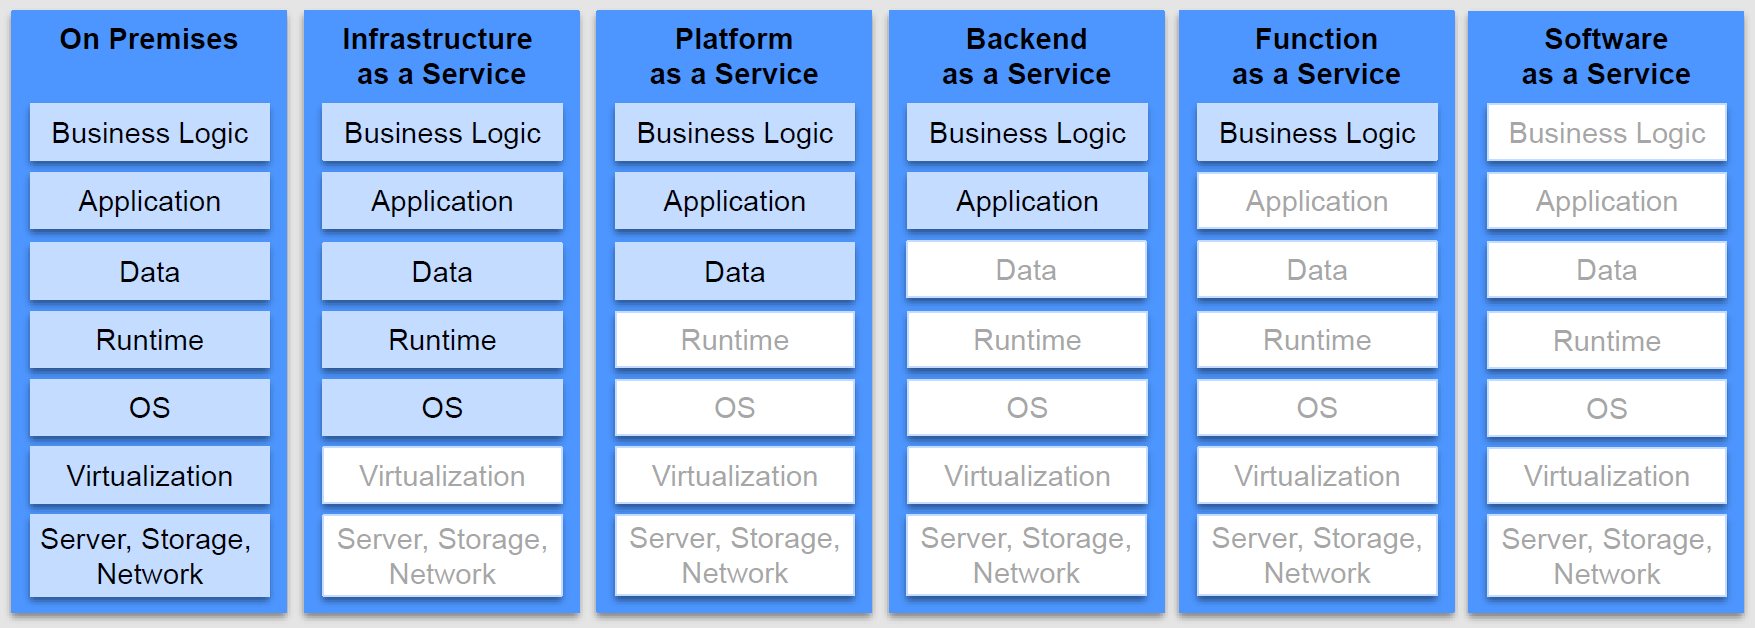 On Premises
Business Logic
Application
Data
Runtime
OS
Virtualization
Server, Storage,
Network
Infrastructure
as a Service
Business Logic
Application
Data
Runtime
OS
Virtualization
Server, Storage,
Network
Platform
as a Service
Business Logic
Application
Data
Runtime
OS
Virtualization
Server, Storage,
Network
Backend
as a Service
Business Logic
Application
Data
Runtime
OS
Virtualization
Server, Storage,
Network
Function
as a Service
Business Logic
Application
Data
Runtime
OS
Virtualization
Server, Storage,
Network
Software
as a Service
Business Logic
Application
Data
Runtime
OS
Virtualization
Server, Storage,
Network